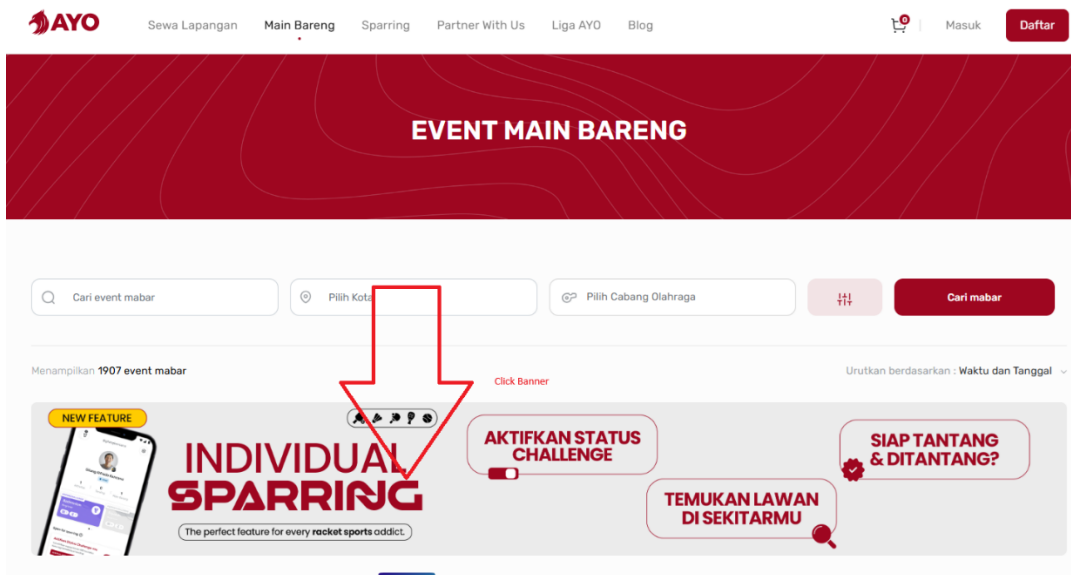 AYO
Sewa Lapangan
Main Bareng
Sparring
Partner With Us
Liga AYO
Blog
0
Masuk
Daftar
EVENT MAIN BARENG
Cari event mabar
Pilih Kota
Pilih Cabang Olahraga
Cari mabar
Menampilkan 1907 event mabar
Urutkan berdasarkan : Waktu dan Tanggal
Click Banner
NEW FEATURE
INDIVIDUAL
SPARRING
The perfect feature for every racket sports addict.
AKTIFKAN STATUS
CHALLENGE
TEMUKAN LAWAN
DI SEKITARMU
SIAP TANTANG
& DITANTANG?